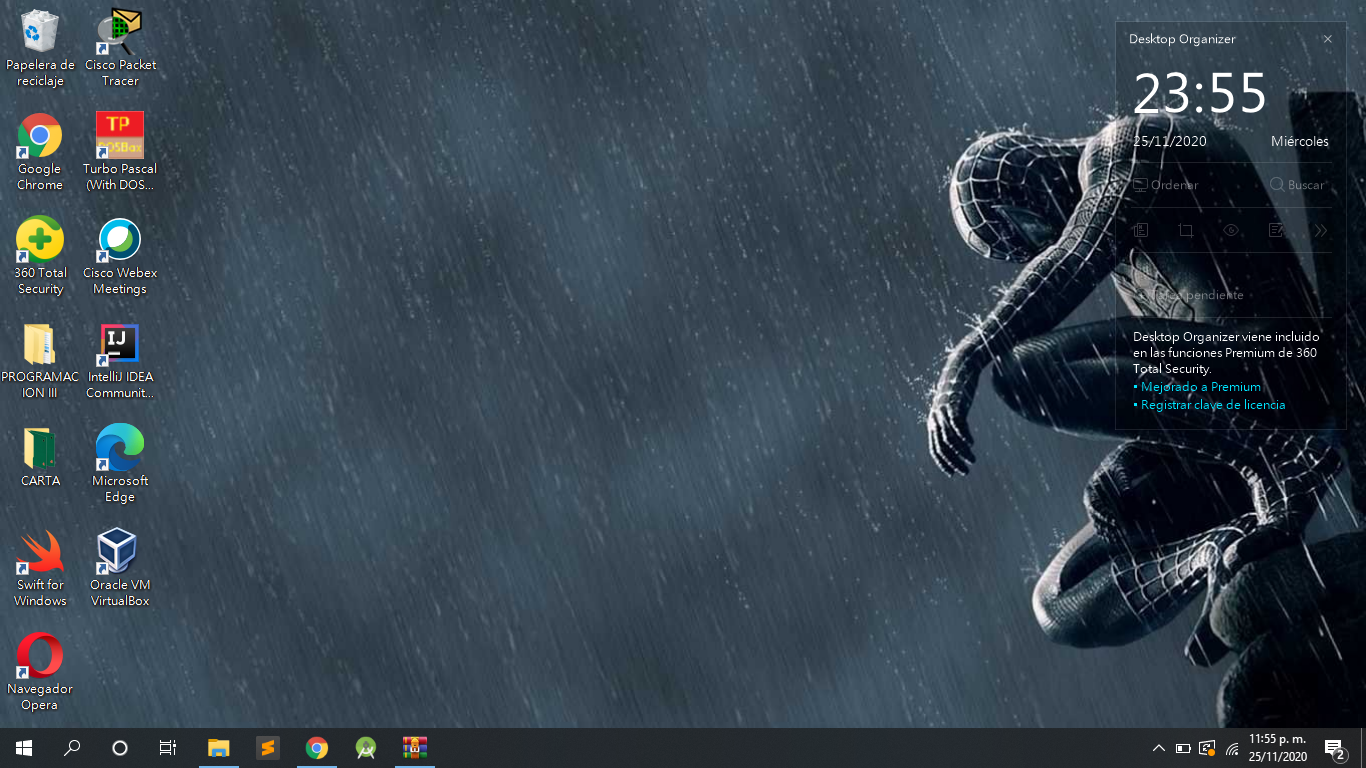 Papelera de
reciclaje
Cisco Packet
Tracer
Google
Chrome
TP
DOSBox
Turbo Pascal
(With DOS...
360 Total
Security
Cisco Webex
Meetings
PROGRAMAC
ION III
IJ
IntelliJ IDEA
Communit...
CARTA
Microsoft
Edge
Swift for
Windows
Oracle VM
VirtualBox
Navegador
Opera
Desktop Organizer
23:55
25/11/2020 Miércoles
Ordenar Buscar
pendiente
Desktop Organizer viene incluido
en las funciones Premium de 360
Total Security.
▪ Mejorado a Premium
▪ Registrar clave de licencia
11:55 p. m.
25/11/2020
2